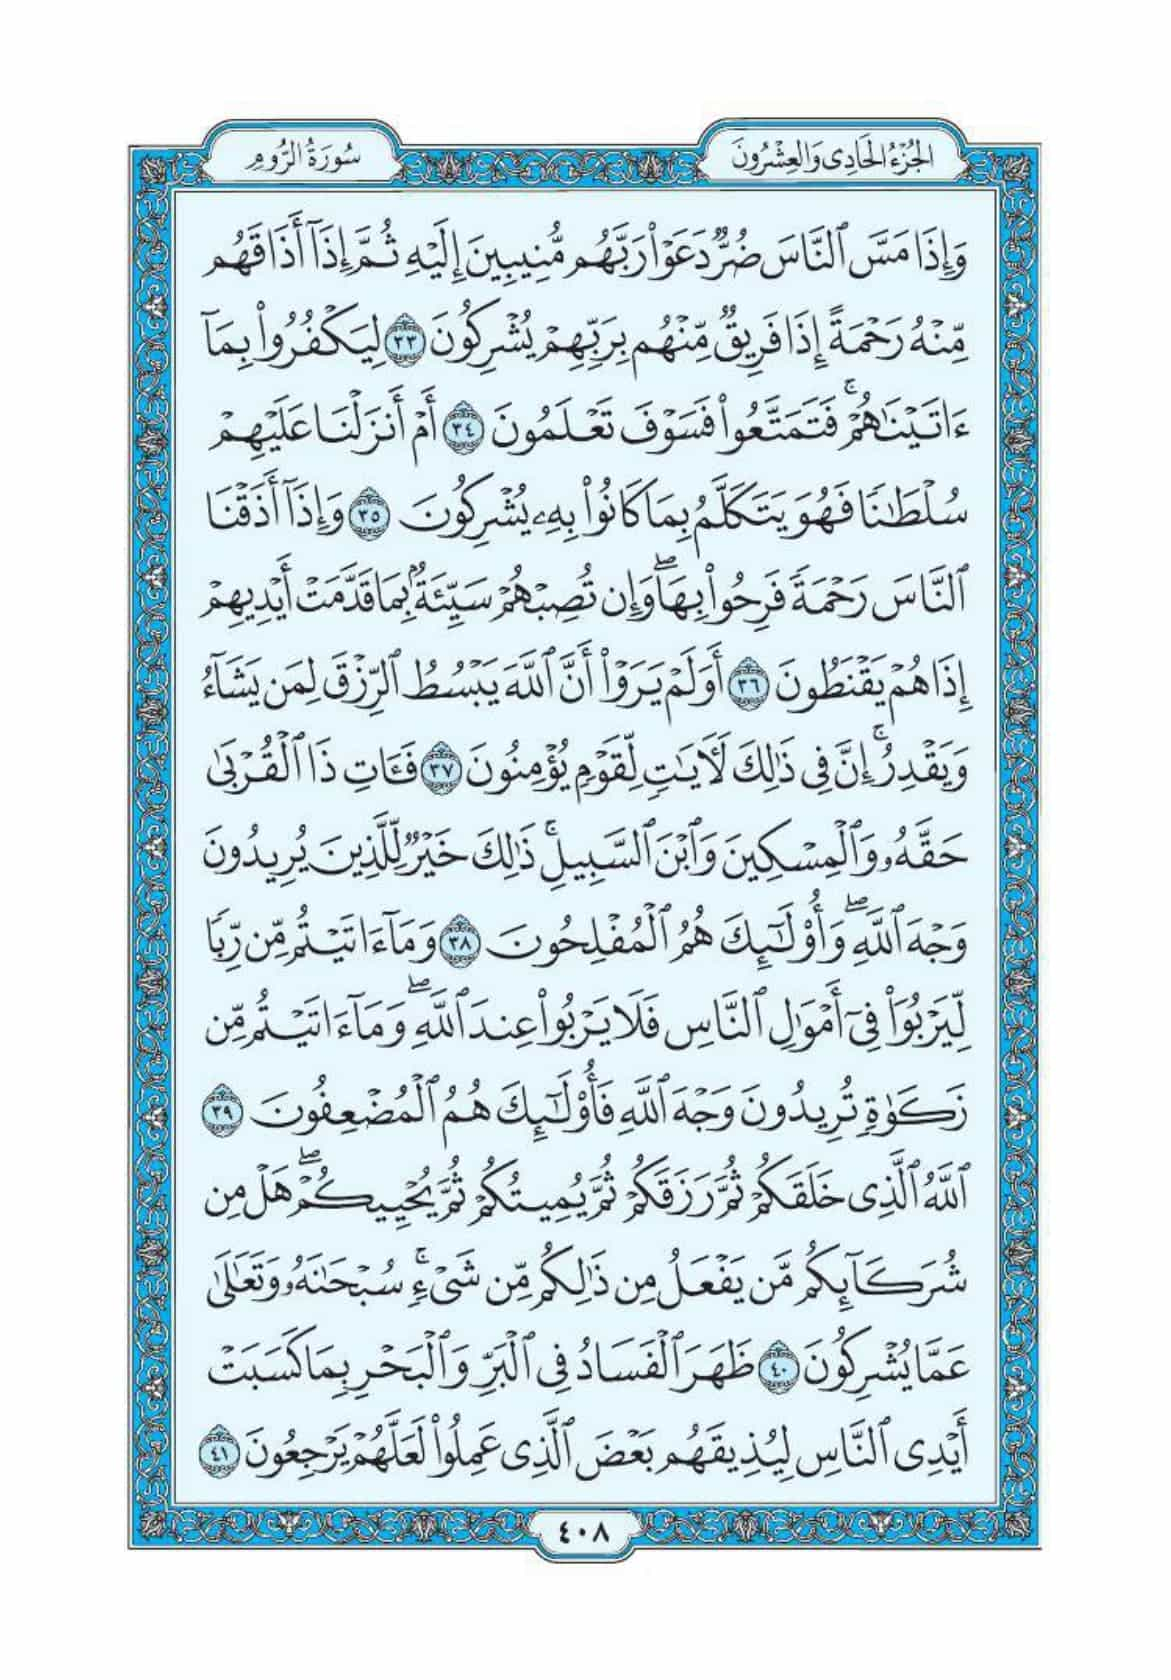 الجُزْءُ الحَادِي وَالعِشْرُونَ
سُورَةُ الرُّومِ
وَإِذَا مَسَّ ٱلنَّاسَ ضُرٌّ دَعَوْا۟ رَبَّهُم مُّنِيبِينَ إِلَيْهِ ثُمَّ إِذَآ أَذَاقَهُم
مِّنْهُ رَحْمَةً إِذَا فَرِيقٌ مِّنْهُم بِرَبِّهِمْ يُشْرِكُونَ ٣٣ لِيَكْفُرُوا۟ بِمَآ
ءَاتَيْنَٰهُمْ ۚ فَتَمَتَّعُوا۟ فَسَوْفَ تَعْلَمُونَ ٣٤ أَمْ أَنزَلْنَا عَلَيْهِمْ
سُلْطَٰنًا فَهُوَ يَتَكَلَّمُ بِمَا كَانُوا۟ بِهِۦ يُشْرِكُونَ ٣٥ وَإِذَآ أَذَقْنَا
ٱلنَّاسَ رَحْمَةً فَرِحُوا۟ بِهَا ۖ وَإِن تُصِبْهُمْ سَيِّئَةٌۢ بِمَا قَدَّمَتْ أَيْدِيهِمْ
إِذَا هُمْ يَقْنَطُونَ ٣٦ أَوَلَمْ يَرَوْا۟ أَنَّ ٱللَّهَ يَبْسُطُ ٱلرِّزْقَ لِمَن يَشَآءُ
وَيَقْدِرُ ۚ إِنَّ فِى ذَٰلِكَ لَءَايَٰتٍ لِّقَوْمٍ يُؤْمِنُونَ ٣٧ فَـَٔاتِ ذَا ٱلْقُرْبَىٰ
حَقَّهُۥ وَٱلْمِسْكِينَ وَٱبْنَ ٱلسَّبِيلِ ۚ ذَٰلِكَ خَيْرٌ لِّلَّذِينَ يُرِيدُونَ
وَجْهَ ٱللَّهِ ۖ وَأُو۟لَٰٓئِكَ هُمُ ٱلْمُفْلِحُونَ ٣٨ وَمَآ ءَاتَيْتُم مِّن رِّبًا
لِّيَرْبُوَا۟ فِىٓ أَمْوَٰلِ ٱلنَّاسِ فَلَا يَرْبُوا۟ عِندَ ٱللَّهِ ۖ وَمَآ ءَاتَيْتُم مِّن
زَكَوٰةٍ تُرِيدُونَ وَجْهَ ٱللَّهِ فَأُو۟لَٰٓئِكَ هُمُ ٱلْمُضْعِفُونَ ٣٩
ٱللَّهُ ٱلَّذِى خَلَقَكُمْ ثُمَّ رَزَقَكُمْ ثُمَّ يُمِيتُكُمْ ثُمَّ يُحْيِيكُمْ ۖ هَلْ مِن
شُرَكَآئِكُم مَّن يَفْعَلُ مِن ذَٰلِكُم مِّن شَىْءٍ ۚ سُبْحَٰنَهُۥ وَتَعَٰلَىٰ
عَمَّا يُشْرِكُونَ ٤٠ ظَهَرَ ٱلْفَسَادُ فِى ٱلْبَرِّ وَٱلْبَحْرِ بِمَا كَسَبَتْ
أَيْدِى ٱلنَّاسِ لِيُذِيقَهُم بَعْضَ ٱلَّذِى عَمِلُوا۟ لَعَلَّهُمْ يَرْجِعُونَ ٤١
٤٠٨